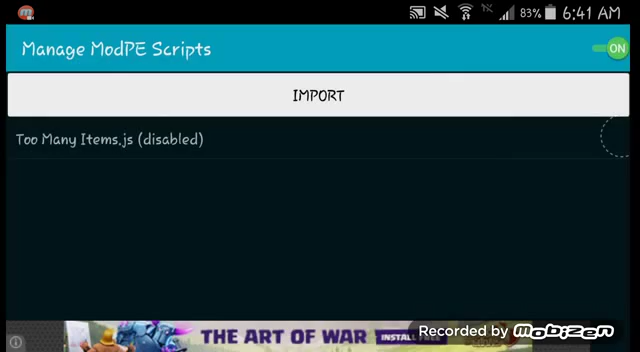 83% 6:41 AM
Manage ModPE Scripts
ON
IMPORT
Too Many Items.js (disabled)
THE ART OF WAR
INSTALL FREE
Recorded by Mobizen